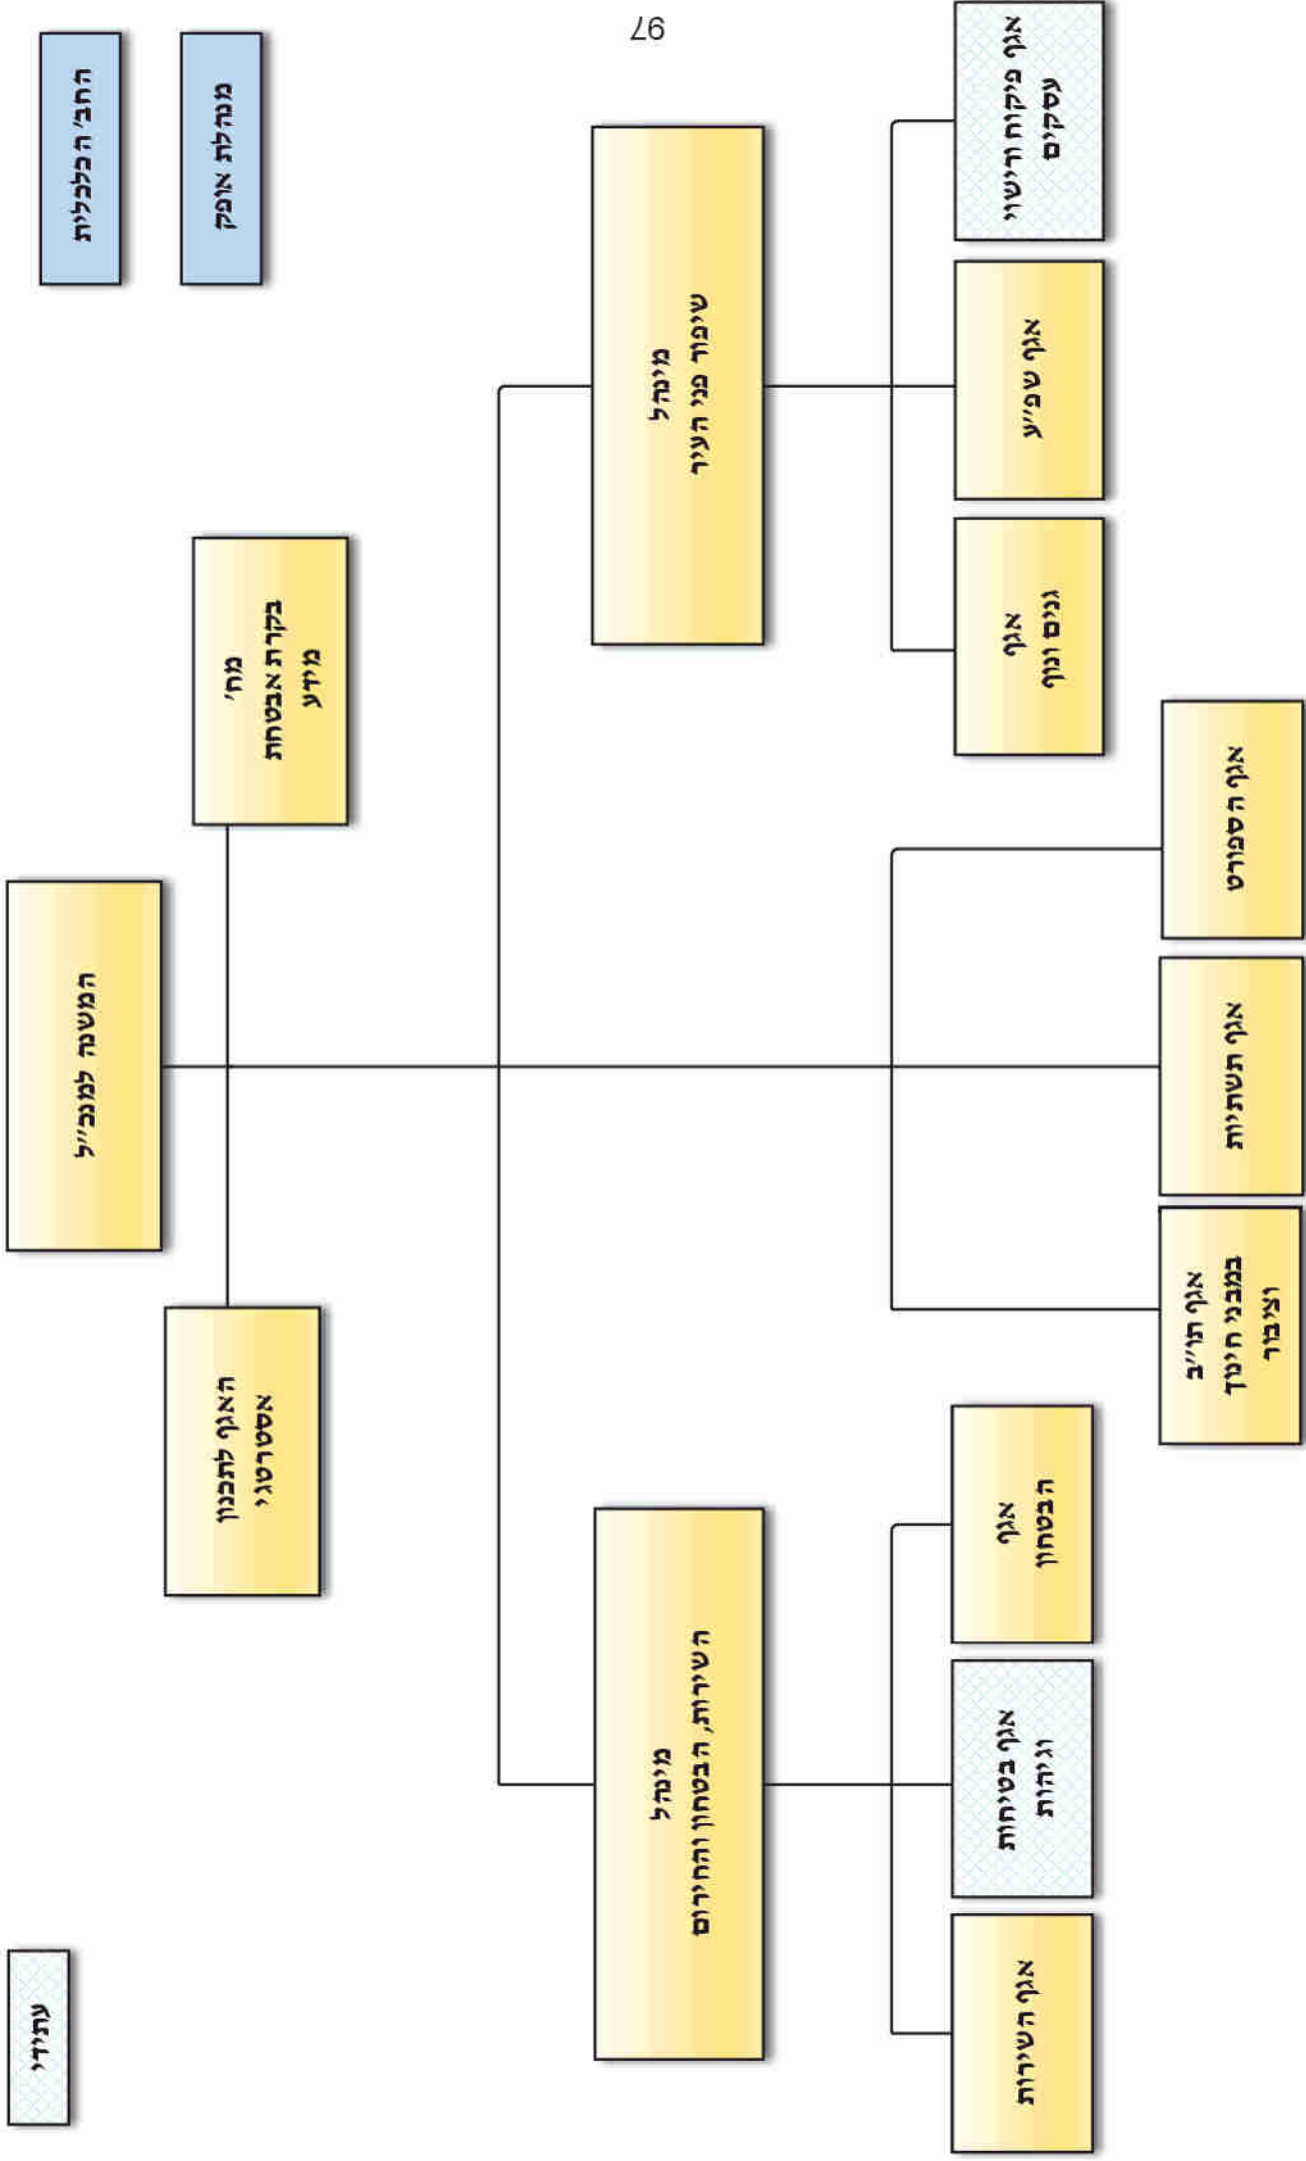 החב' הכלכלית
מנהלת אופק
עתידי
המשנה למנכ"ל
מח'
בקרת אבטחת
מידע
האגף לתכנון
אסטרטגי
מינהל
שיפור פני העיר
מינהל
השירות, הבטחון והחירום
אגף פיקוח ורישוי
עסקים
אגף שפ"ע
אגף
גנים ונוף
אגף
הבטחון
אגף בטיחות
וגיהות
אגף השירות
אגף הספורט
אגף תשתיות
אגף תו"ב
במבני חינוך
וציבור
97